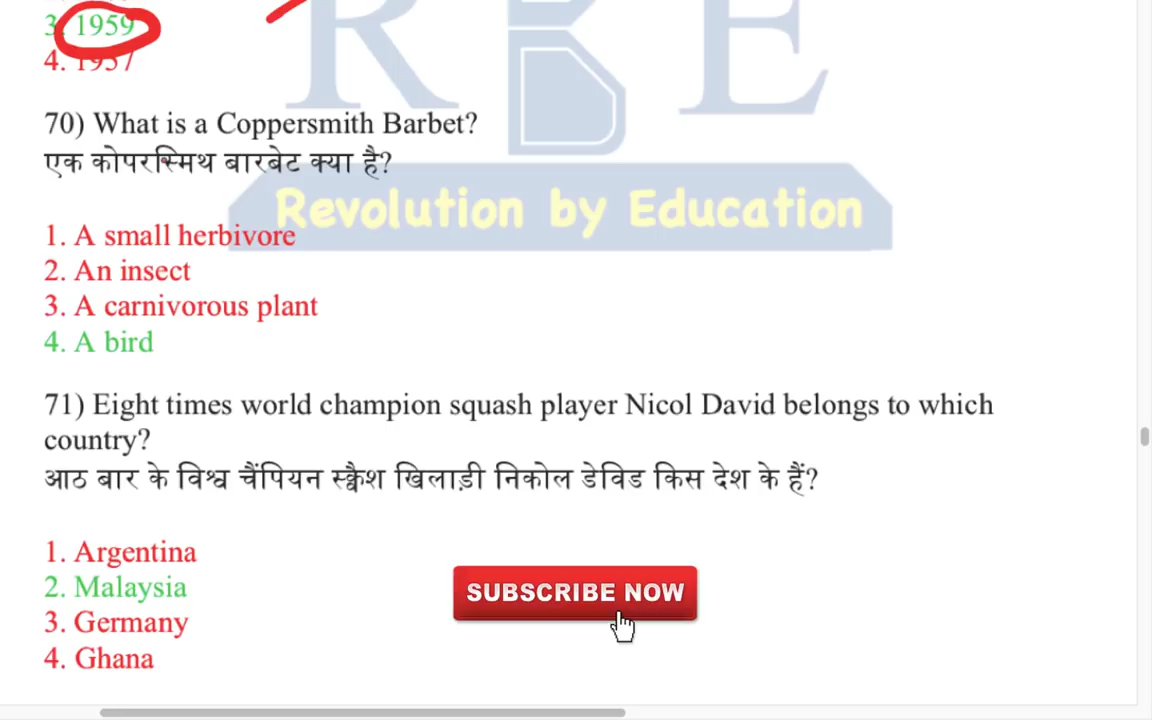 3. 1959
4. 1957
RBE
70) What is a Coppersmith Barbet?
एक कोपरस्मिथ बारबेट क्या है?
Revolution by Education
1. A small herbivore
2. An insect
3. A carnivorous plant
4. A bird
71) Eight times world champion squash player Nicol David belongs to which
country?
आठ बार के विश्व चैंपियन स्क्वैश खिलाड़ी निकोल डेविड किस देश के हैं?
1. Argentina
2. Malaysia
3. Germany
4. Ghana
SUBSCRIBE NOW